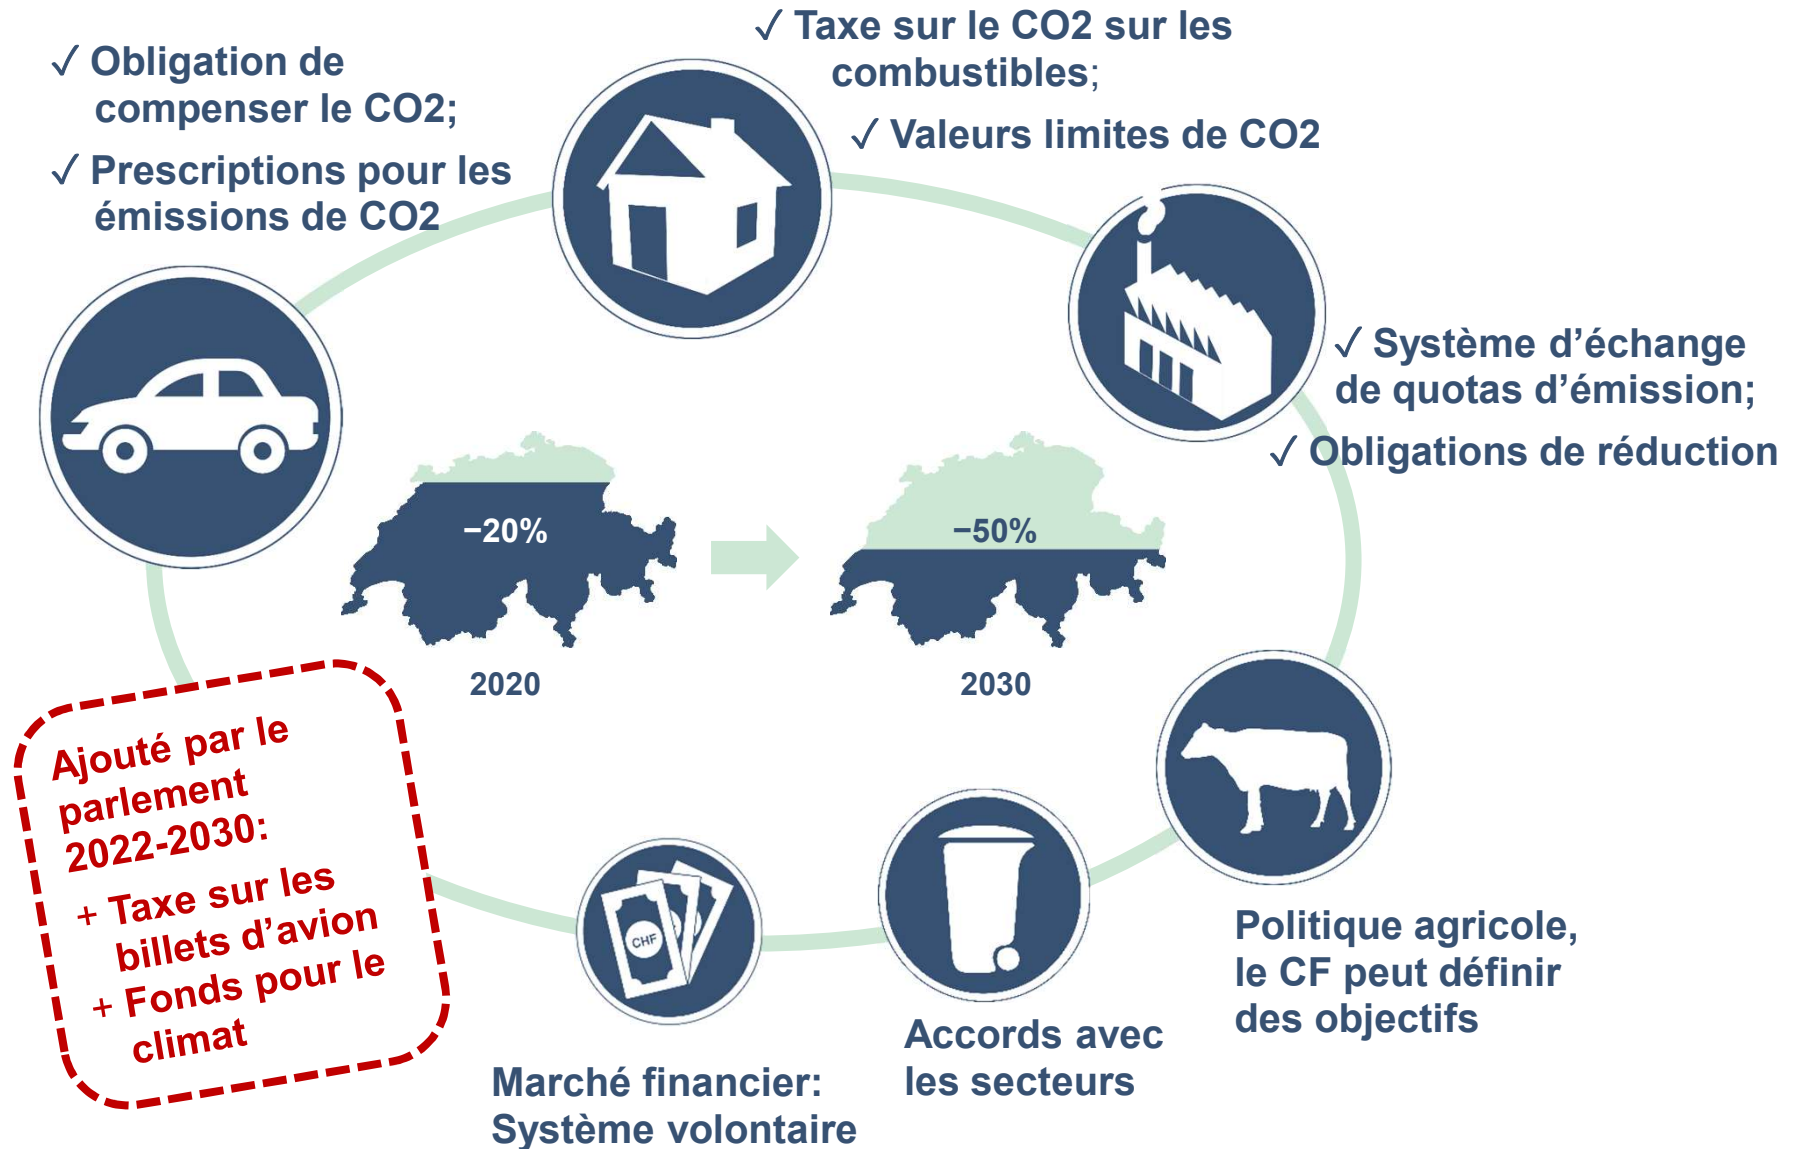 ✓ Obligation de
compenser le CO2;
✓ Prescriptions pour les
émissions de CO2
✓ Taxe sur le CO2 sur les
combustibles;
✓ Valeurs limites de CO2
✓ Système d’échange
de quotas d’émission;
✓ Obligations de réduction
−20%
2020
−50%
2030
Ajouté par le
parlement
2022-2030:
+ Taxe sur les
billets d’avion
+ Fonds pour le
climat
CHF
Marché financier:
Système volontaire
Accords avec
les secteurs
Politique agricole,
le CF peut définir
des objectifs